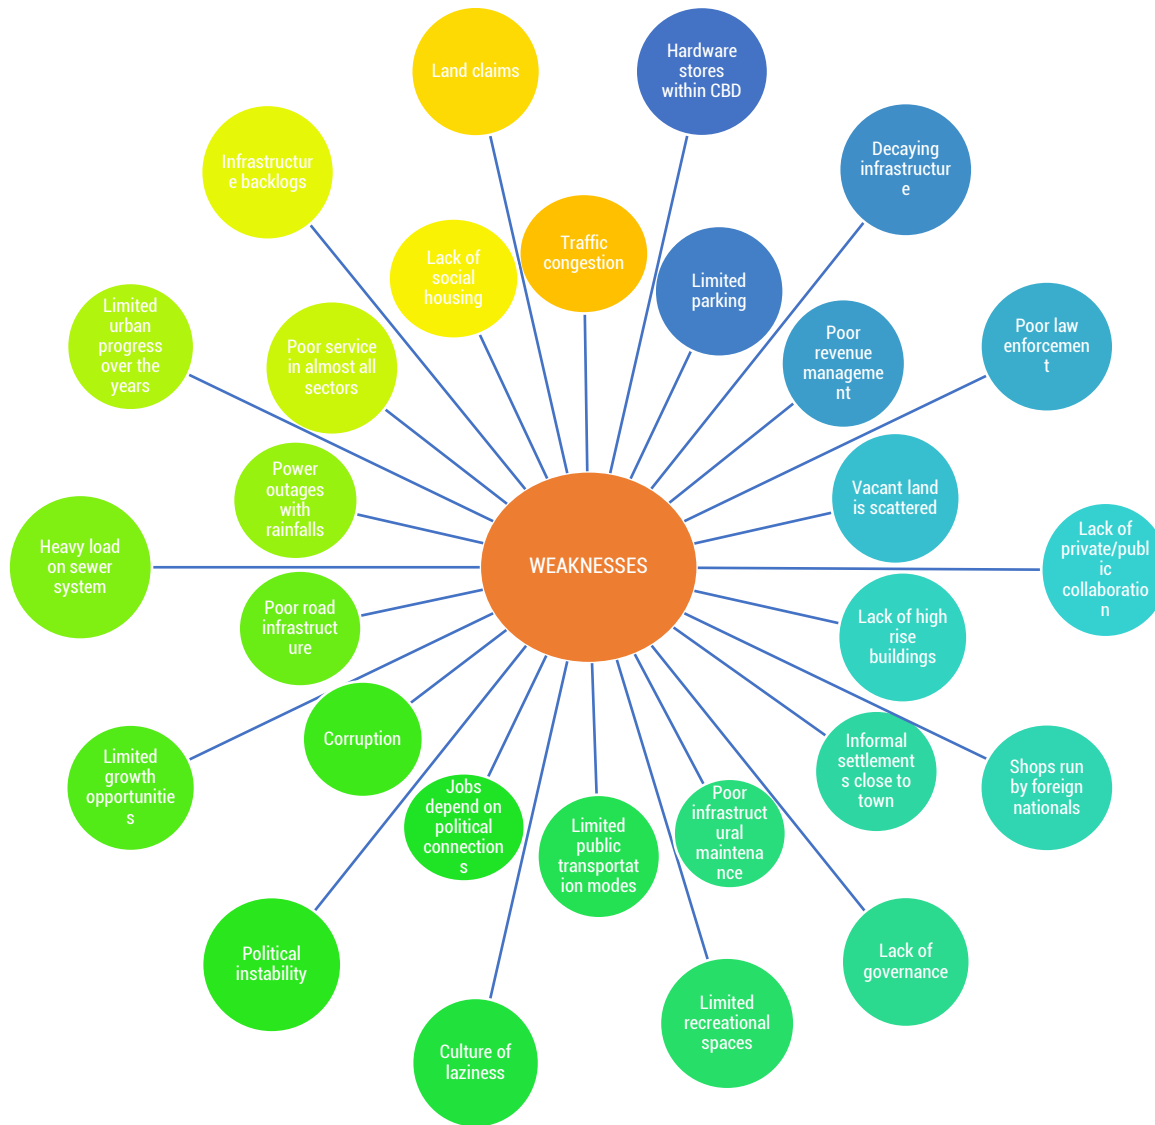 Land claims
Hardware
stores
within CBD
Infrastructur
e backlogs
Decaying
infrastructur
e
Lack of
social
housing
Traffic
congestion
Limited
parking
Limited
urban
progress
over the
years
Poor service
in almost all
sectors
Poor
revenue
manageme
nt
Poor law
enforcemen
t
Power
outages
with
rainfalls
Vacant land
is scattered
Heavy load
on sewer
system
WEAKNESSES
Lack of
private/publ
ic
collaboratio
n
Poor road
infrastruct
ure
Lack of high
rise
buildings
Limited
growth
opportunitie
s
Corruption
Informal
settlement
s close to
town
Shops run
by foreign
nationals
Jobs
depend on
political
connection
s
Limited
public
transportat
ion modes
Poor
infrastruct
ural
maintena
nce
Political
instability
Lack of
governance
Culture of
laziness
Limited
recreational
spaces